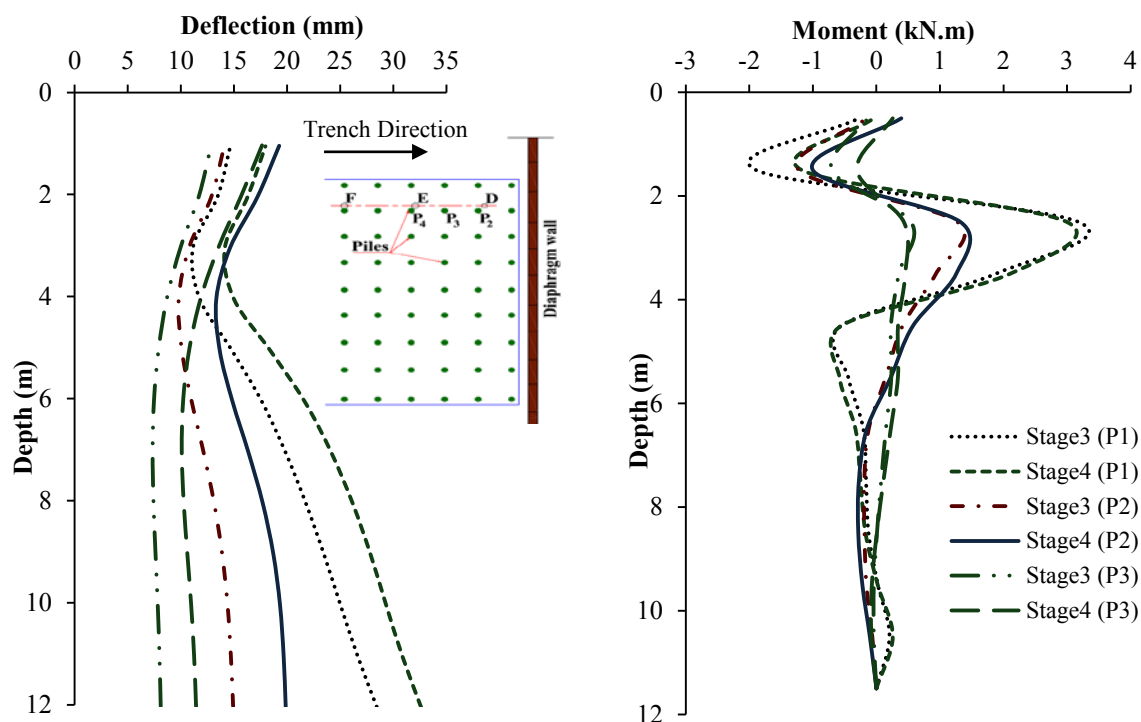 Deflection (mm)
0 5 10 15 20 25 30 35
0
2
4
6
8
10
12
Depth (m)
Trench Direction
F E D
P4 P3 P2
Piles
Diaphragm wall
Moment (kN.m)
-3 -2 -1 0 1 2 3 4
0
2
4
6
8
10
12
Depth (m)
Stage3 (P1)
Stage4 (P1)
Stage3 (P2)
Stage4 (P2)
Stage3 (P3)
Stage4 (P3)